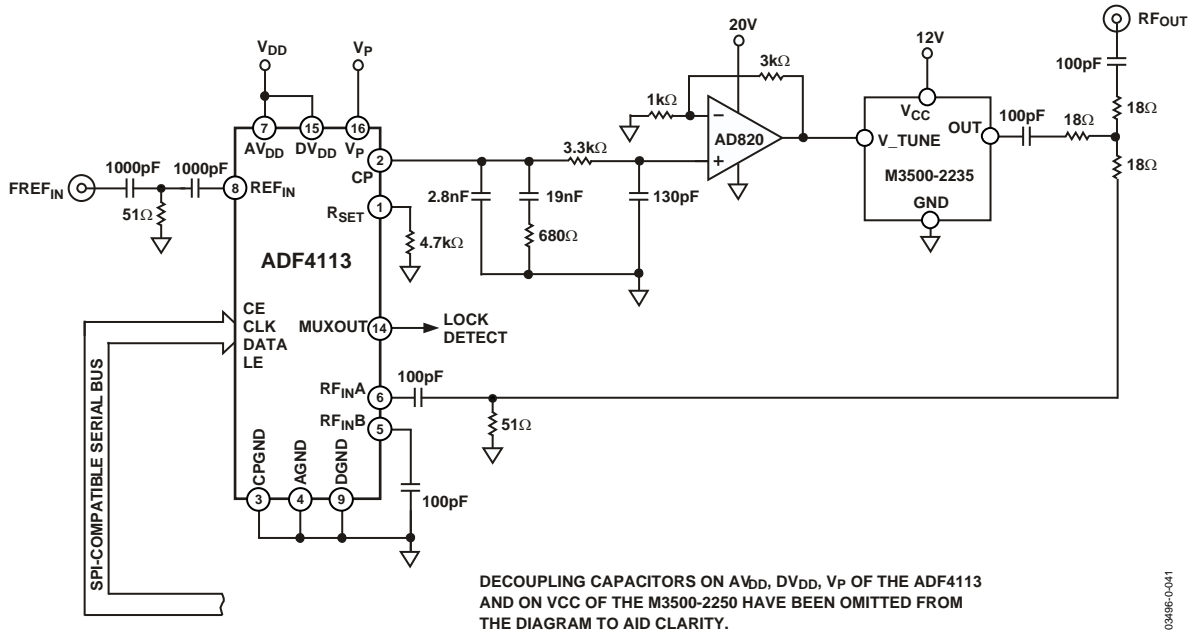 RFOUT
VDD
VP
20V
12V
3kΩ
100pF
1kΩ
18Ω
7
15
16
AVDD
DVDD
VP
2
CP
−
+
AD820
VCC
OUT
V_TUNE
M3500-2235
GND
100pF
18Ω
18Ω
3.3kΩ
1000pF
1000pF
FREFIN
8
REFIN
51Ω
2.8nF
19nF
130pF
1
RSET
680Ω
4.7kΩ
ADF4113
CE
CLK
DATA
LE
MUXOUT
14
LOCK
DETECT
SPI-COMPATIBLE SERIAL BUS
100pF
RFINA
6
RFINB
5
51Ω
CPGND
AGND
DGND
3
4
9
100pF
DECOUPLING CAPACITORS ON AVDD, DVDD, VP OF THE ADF4113
AND ON VCC OF THE M3500-2250 HAVE BEEN OMITTED FROM
THE DIAGRAM TO AID CLARITY.
03496-0-041